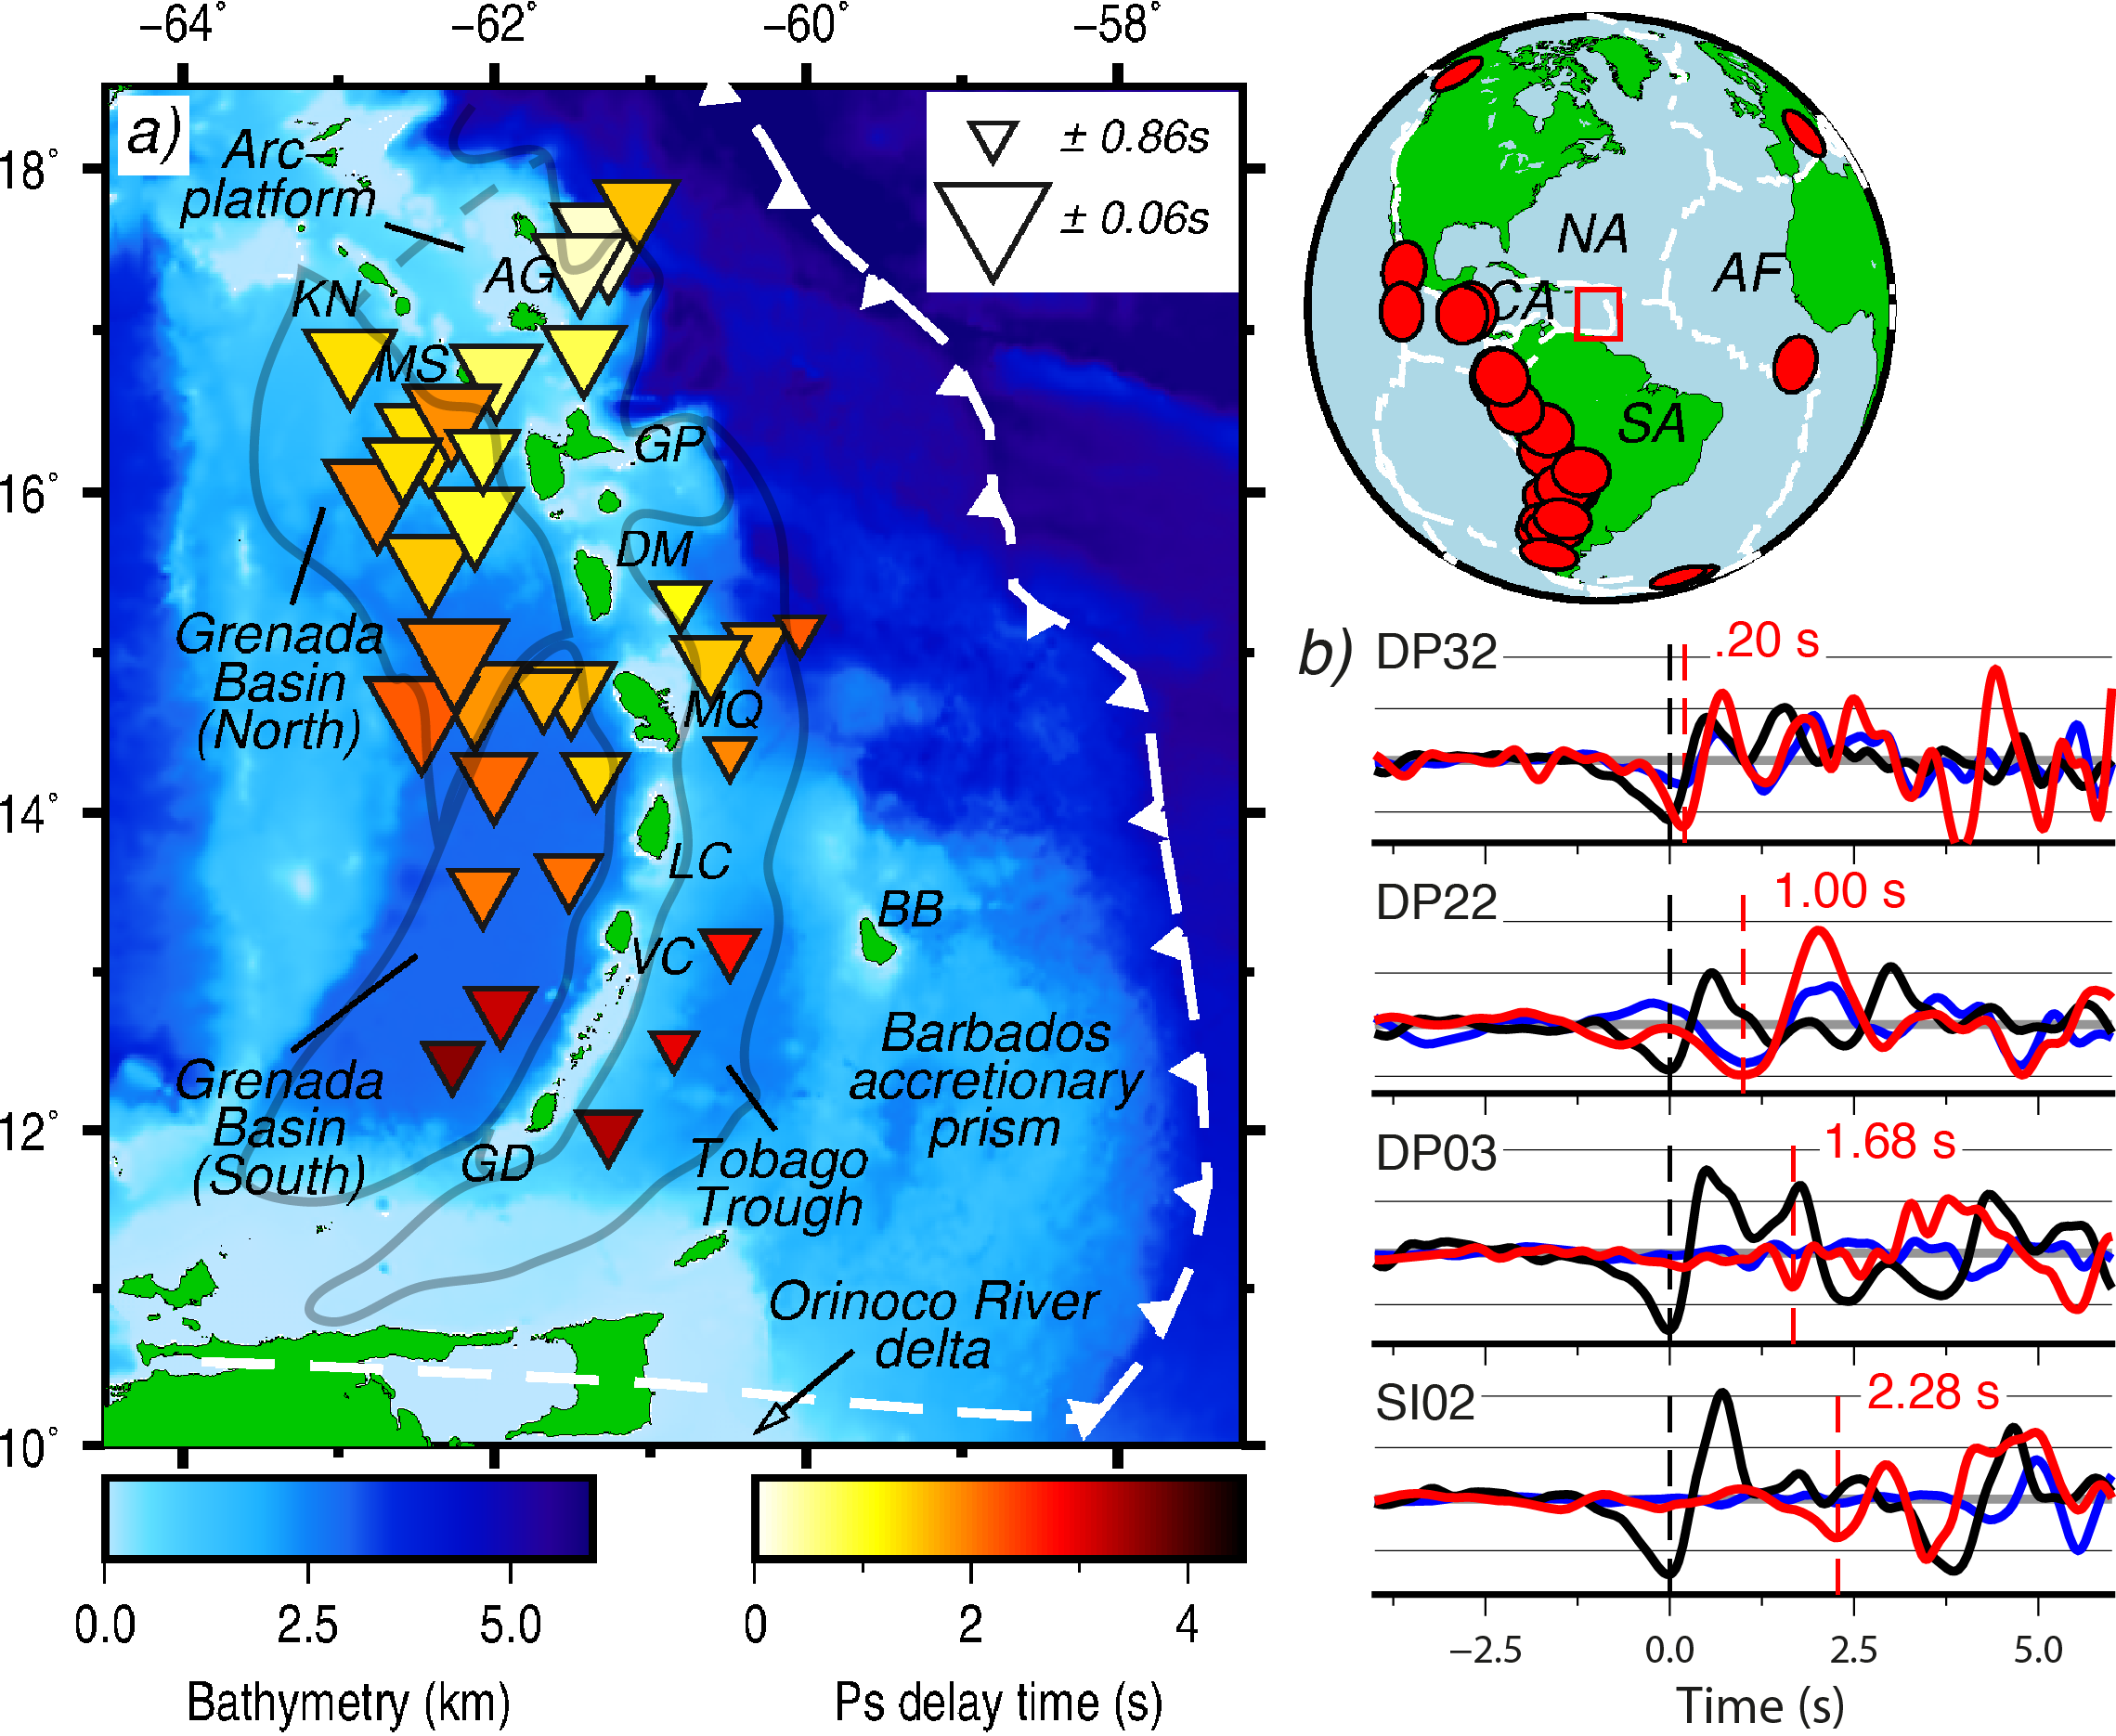 −64° −62° −60° −58°
a)
Arc
platform
± 0.86s
± 0.06s
18°
16°
14°
12°
10°
AG
KN
MS
GP
DM
Grenada
Basin
(North)
MQ
LC
BB
VC
Grenada
Basin
(South)
GD
Barbados
accretionary
prism
Tobago
Trough
Orinoco River
delta
0.0 2.5 5.0
Bathymetry (km)
0 2 4
Ps delay time (s)
NA
AF
CA
SA
b)
DP32
.20 s
DP22
1.00 s
DP03
1.68 s
SI02
2.28 s
−2.5 0.0 2.5 5.0
Time (s)